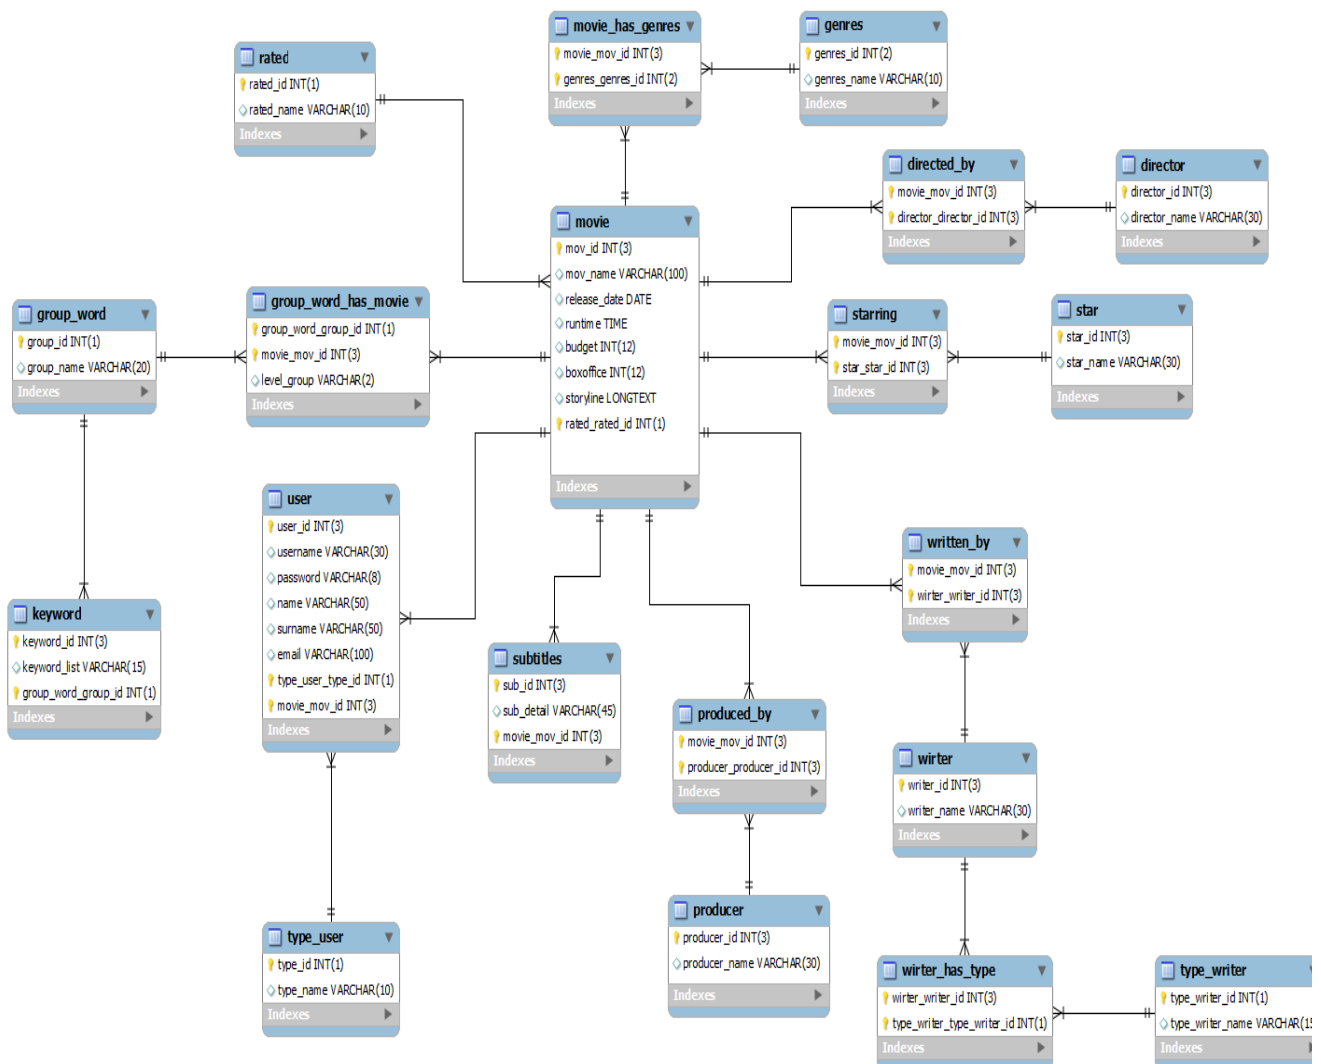 movie_has_genres
movie_mov_id INT(3)
genres_genres_id INT(2)
Indexes
genres
genres_id INT(2)
genres_name VARCHAR(10)
Indexes
rated
rated_id INT(1)
rated_name VARCHAR(10)
Indexes
directed_by
movie_mov_id INT(3)
director_director_id INT(3)
Indexes
director
director_id INT(3)
director_name VARCHAR(30)
Indexes
movie
mov_id INT(3)
mov_name VARCHAR(100)
release_date DATE
runtime TIME
budget INT(12)
boxoffice INT(12)
storyline LONGTEXT
rated_rated_id INT(1)
Indexes
group_word
group_id INT(1)
group_name VARCHAR(20)
Indexes
group_word_has_movie
group_word_group_id INT(1)
movie_mov_id INT(3)
level_group VARCHAR(2)
Indexes
starring
movie_mov_id INT(3)
star_star_id INT(3)
Indexes
star
star_id INT(3)
star_name VARCHAR(30)
Indexes
user
user_id INT(3)
username VARCHAR(30)
password VARCHAR(8)
name VARCHAR(50)
surname VARCHAR(50)
email VARCHAR(100)
type_user_type_id INT(1)
movie_mov_id INT(3)
Indexes
written_by
movie_mov_id INT(3)
wirter_writer_id INT(3)
Indexes
keyword
keyword_id INT(3)
keyword_list VARCHAR(15)
group_word_group_id INT(1)
Indexes
subtitles
sub_id INT(3)
sub_detail VARCHAR(45)
movie_mov_id INT(3)
Indexes
produced_by
movie_mov_id INT(3)
producer_producer_id INT(3)
Indexes
wirter
writer_id INT(3)
writer_name VARCHAR(30)
Indexes
producer
producer_id INT(3)
producer_name VARCHAR(30)
Indexes
type_user
type_id INT(1)
type_name VARCHAR(10)
Indexes
wirter_has_type
wirter_writer_id INT(3)
type_writer_type_writer_id INT(1)
Indexes
type_writer
type_writer_id INT(1)
type_writer_name VARCHAR(15
Indexes